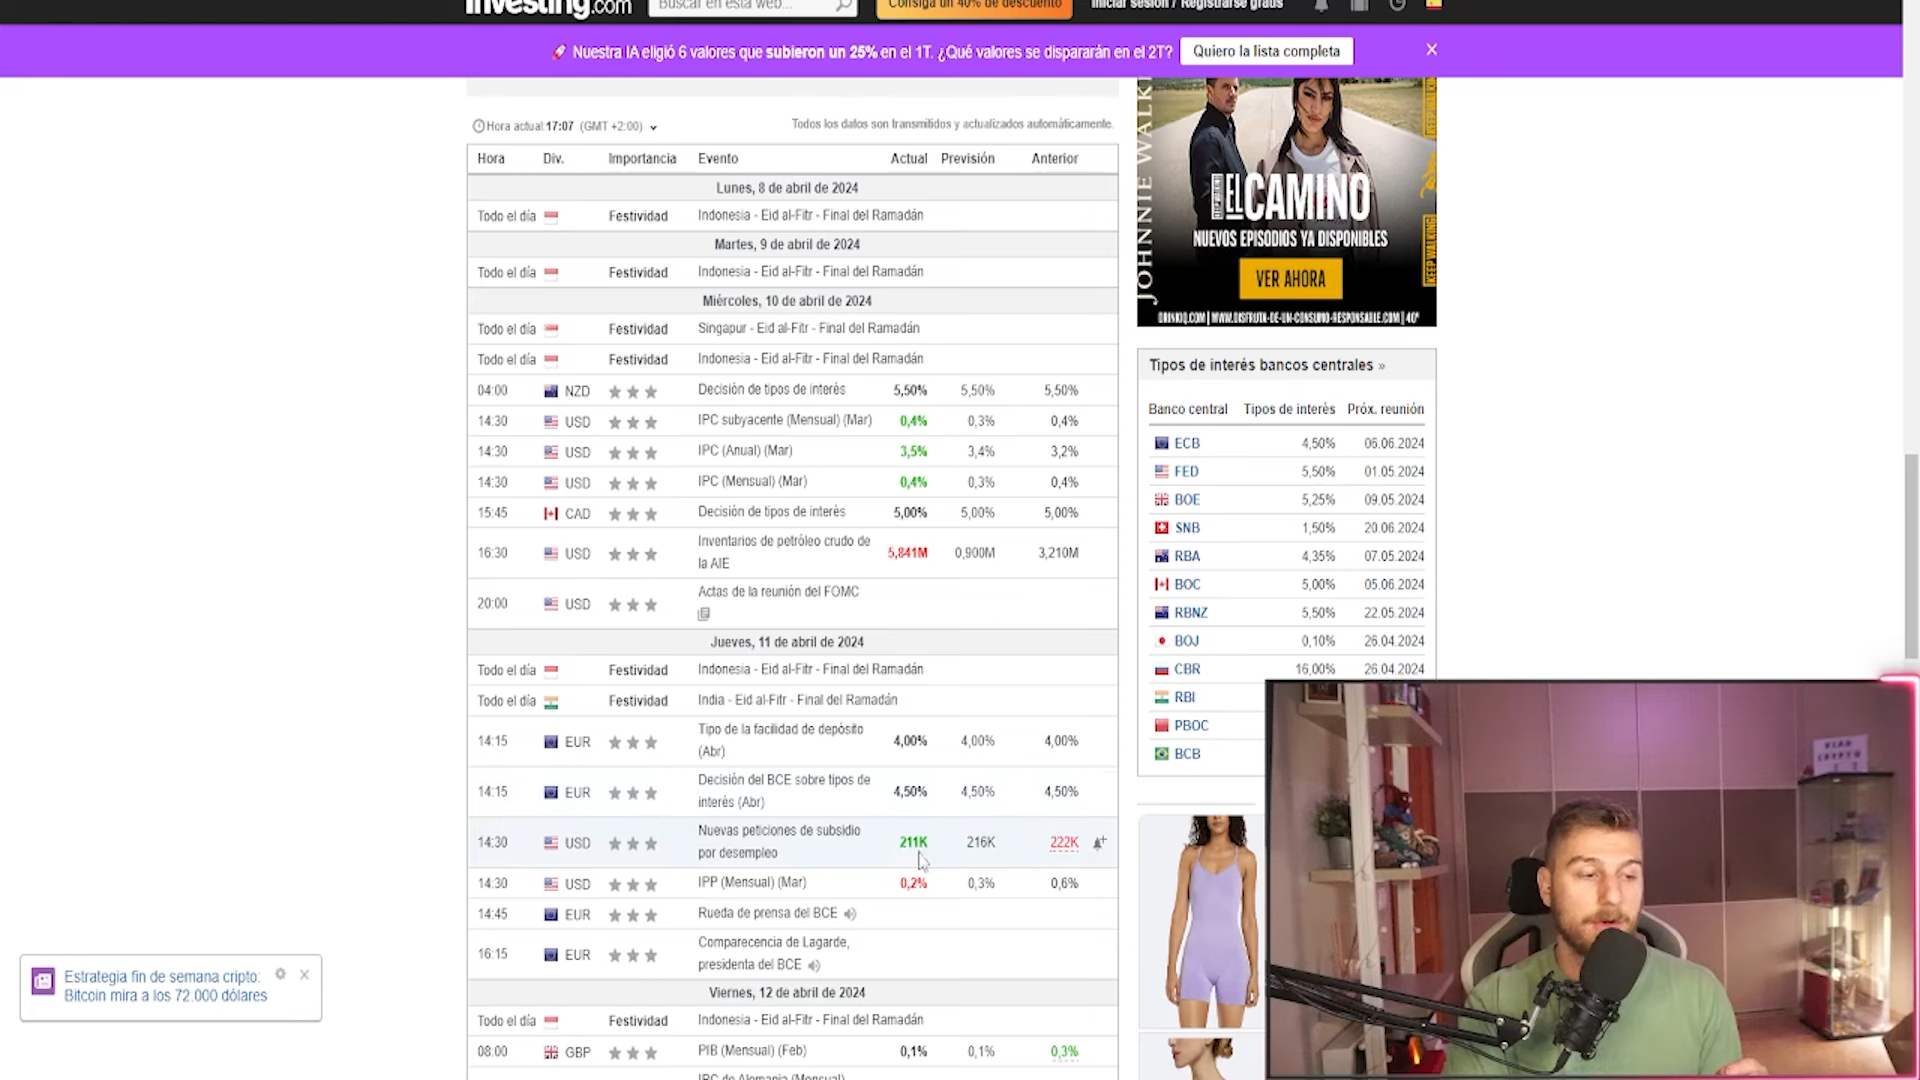 Investing.com
Buscar en esta web...
Consiga un 40% de descuento
Iniciar sesión / Registrarse gratis
Nuestra IA eligió 6 valores que subieron un 25% en el 1T. ¿Qué valores se dispararán en el 2T?
Quiero la lista completa
Hora actual:17:07 (GMT +2:00)
Todos los datos son transmitidos y actualizados automáticamente.
Hora Div. Importancia Evento Actual Previsión Anterior
Lunes, 8 de abril de 2024
Todo el día Festividad Indonesia - Eid al-Fitr - Final del Ramadán
Martes, 9 de abril de 2024
Todo el día Festividad Indonesia - Eid al-Fitr - Final del Ramadán
Miércoles, 10 de abril de 2024
Todo el día Festividad Singapur - Eid al-Fitr - Final del Ramadán
Todo el día Festividad Indonesia - Eid al-Fitr - Final del Ramadán
04:00 NZD Decisión de tipos de interés 5,50% 5,50% 5,50%
14:30 USD IPC subyacente (Mensual) (Mar) 0,4% 0,3% 0,4%
14:30 USD IPC (Anual) (Mar) 3,5% 3,4% 3,2%
14:30 USD IPC (Mensual) (Mar) 0,4% 0,3% 0,4%
15:45 CAD Decisión de tipos de interés 5,00% 5,00% 5,00%
16:30 USD Inventarios de petróleo crudo de
la AIE 5,841M 0,900M 3,210M
20:00 USD Actas de la reunión del FOMC
Jueves, 11 de abril de 2024
Todo el día Festividad Indonesia - Eid al-Fitr - Final del Ramadán
Todo el día Festividad India - Eid al-Fitr - Final del Ramadán
14:15 EUR Tipo de la facilidad de depósito
(Abr) 4,00% 4,00% 4,00%
14:15 EUR Decisión del BCE sobre tipos de
interés (Abr) 4,50% 4,50% 4,50%
14:30 USD Nuevas peticiones de subsidio
por desempleo 211K 216K 222K
14:30 USD IPP (Mensual) (Mar) 0,2% 0,3% 0,6%
14:45 EUR Rueda de prensa del BCE
16:15 EUR Comparecencia de Lagarde,
presidenta del BCE
Viernes, 12 de abril de 2024
Todo el día Festividad Indonesia - Eid al-Fitr - Final del Ramadán
08:00 GBP PIB (Mensual) (Feb) 0,1% 0,1% 0,3%
IPC de Alemania (Mensual)
JOHNNIE WALK
EL CAMINO
NUEVOS EPISODIOS YA DISPONIBLES
VER AHORA
KEEP WALKING
DRINKIQ.COM | WWW.DISFRUTA-DE-UN-CONSUMO-RESPONSABLE.COM | 40°
Tipos de interés bancos centrales »
Banco central Tipos de interés Próx. reunión
ECB 4,50% 06.06.2024
FED 5,50% 01.05.2024
BOE 5,25% 09.05.2024
SNB 1,50% 20.06.2024
RBA 4,35% 07.05.2024
BOC 5,00% 05.06.2024
RBNZ 5,50% 22.05.2024
BOJ 0,10% 26.04.2024
CBR 16,00% 26.04.2024
RBI
PBOC
BCB
Estrategia fin de semana cripto:
Bitcoin mira a los 72.000 dólares